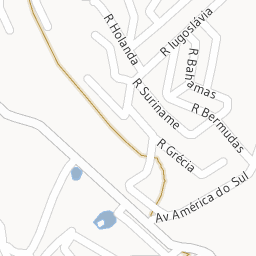 R Holanda
R Iugoslávia
R Bahamas
R Suriname
R Bermudas
R Grécia
Av América do Sul